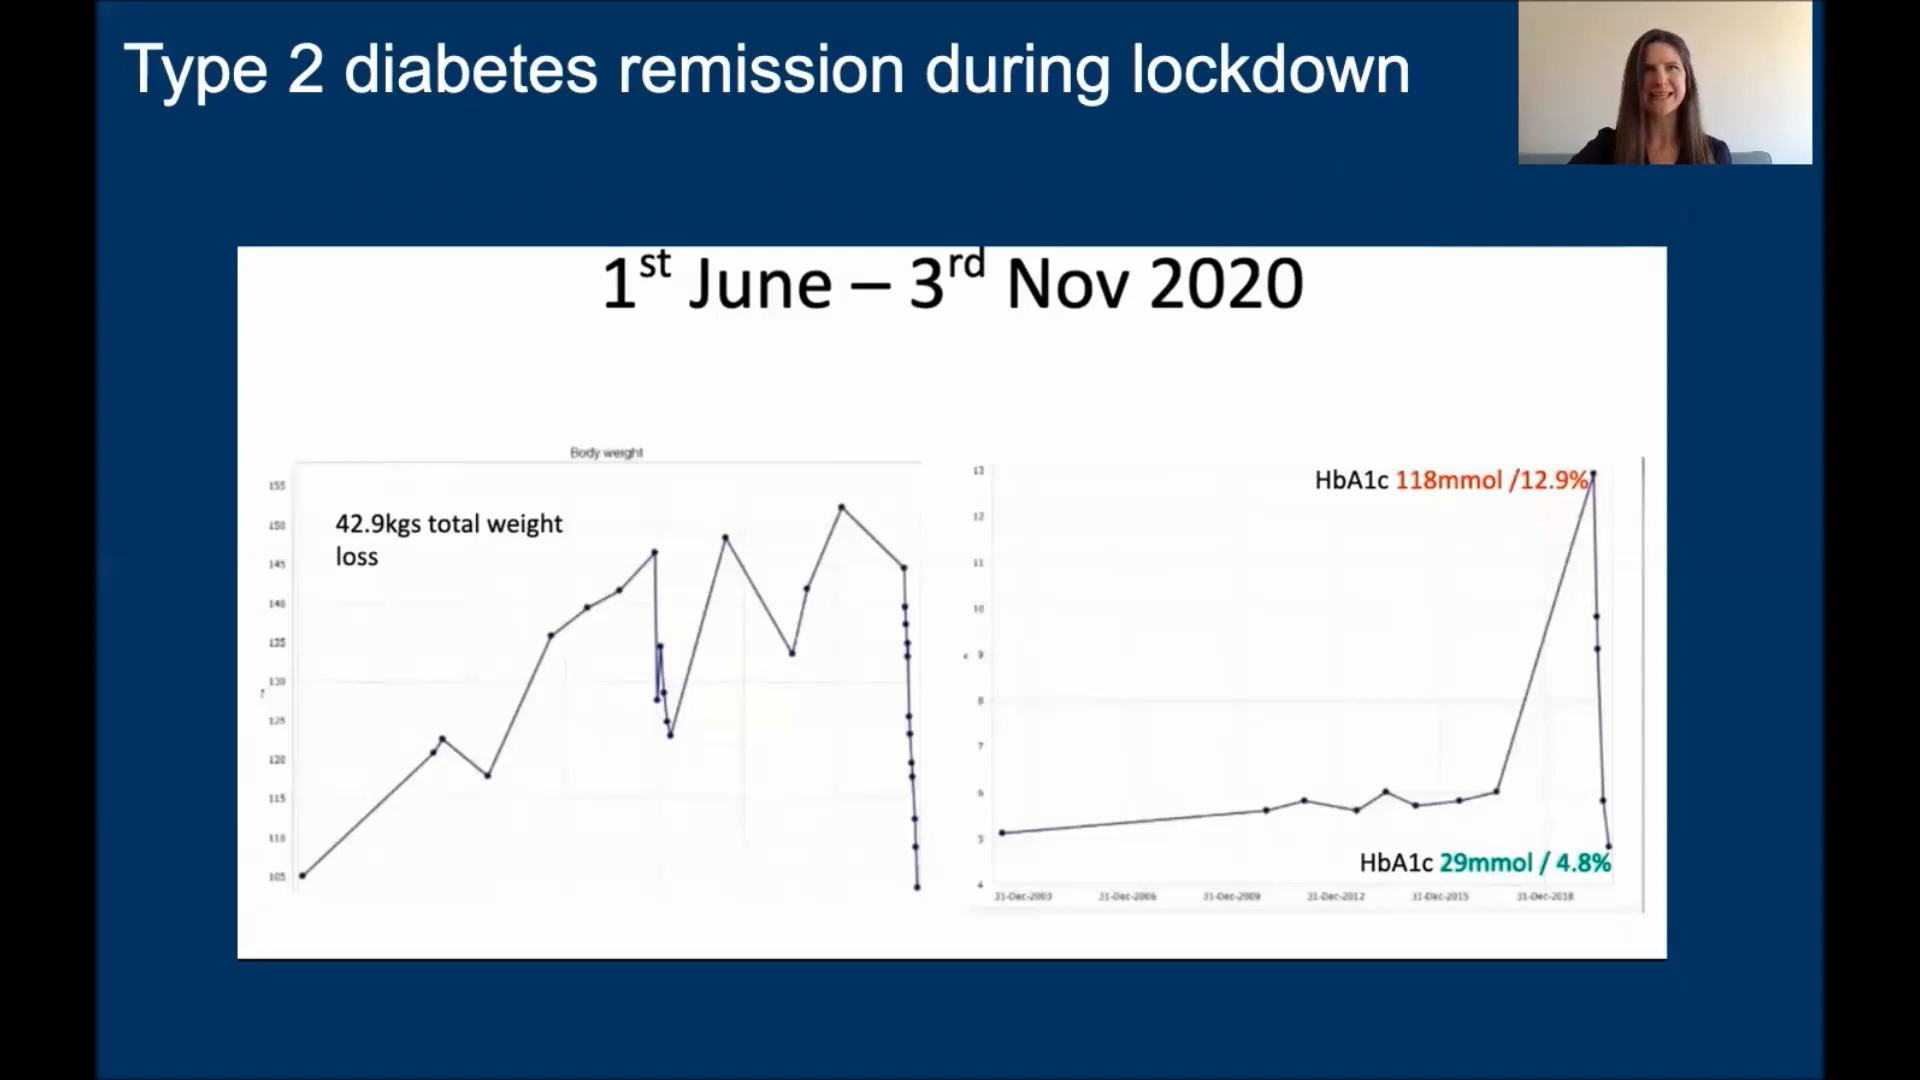 Type 2 diabetes remission during lockdown
1st June – 3rd Nov 2020
Body weight
155
150
145
140
135
130
125
120
115
110
105
42.9kgs total weight
loss
13
12
11
10
9
8
7
6
5
4
HbA1c 118mmol /12.9%
HbA1c 29mmol / 4.8%
31-Dec-2003 31-Dec-2006 31-Dec-2009 31-Dec-2012 31-Dec-2015 31-Dec-2018